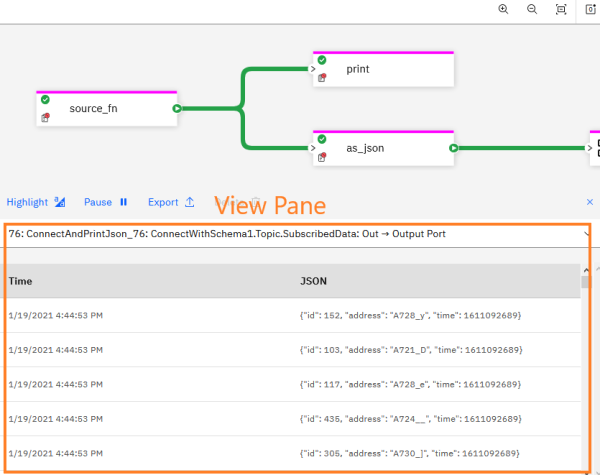 print
source_fn
as_json
Highlight Pause Export
View Pane
76: ConnectAndPrintJson_76: ConnectWithSchema1.Topic.SubscribedData: Out → Output Port
Time JSON
1/19/2021 4:44:53 PM {"id": 152, "address": "A728_y", "time": 1611092689}
1/19/2021 4:44:53 PM {"id": 103, "address": "A721_D", "time": 1611092689}
1/19/2021 4:44:53 PM {"id": 117, "address": "A728_e", "time": 1611092689}
1/19/2021 4:44:53 PM {"id": 435, "address": "A724__", "time": 1611092689}
1/19/2021 4:44:53 PM {"id": 305, "address": "A730_]", "time": 1611092689}